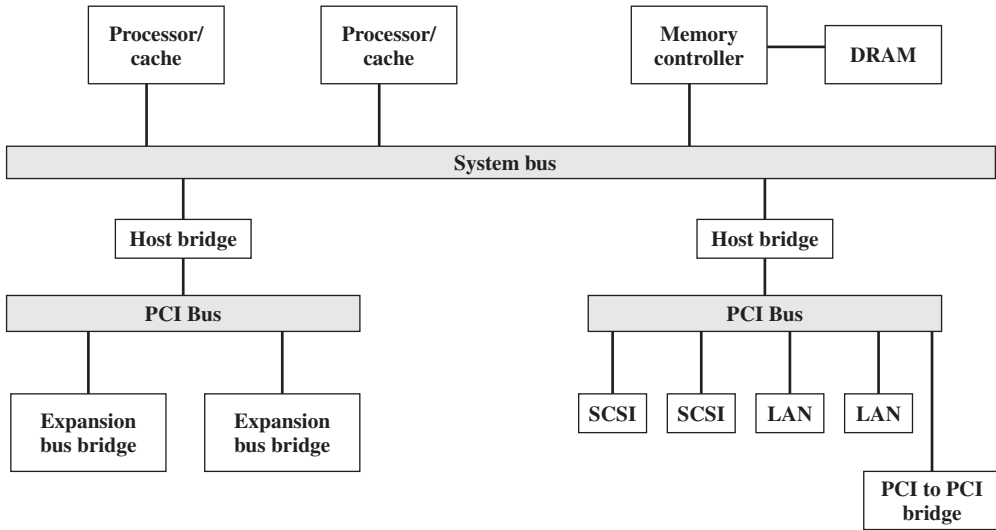 Processor/
cache
Processor/
cache
Memory
controller
DRAM
System bus
Host bridge
Host bridge
PCI Bus
PCI Bus
Expansion
bus bridge
Expansion
bus bridge
SCSI
SCSI
LAN
LAN
PCI to PCI
bridge